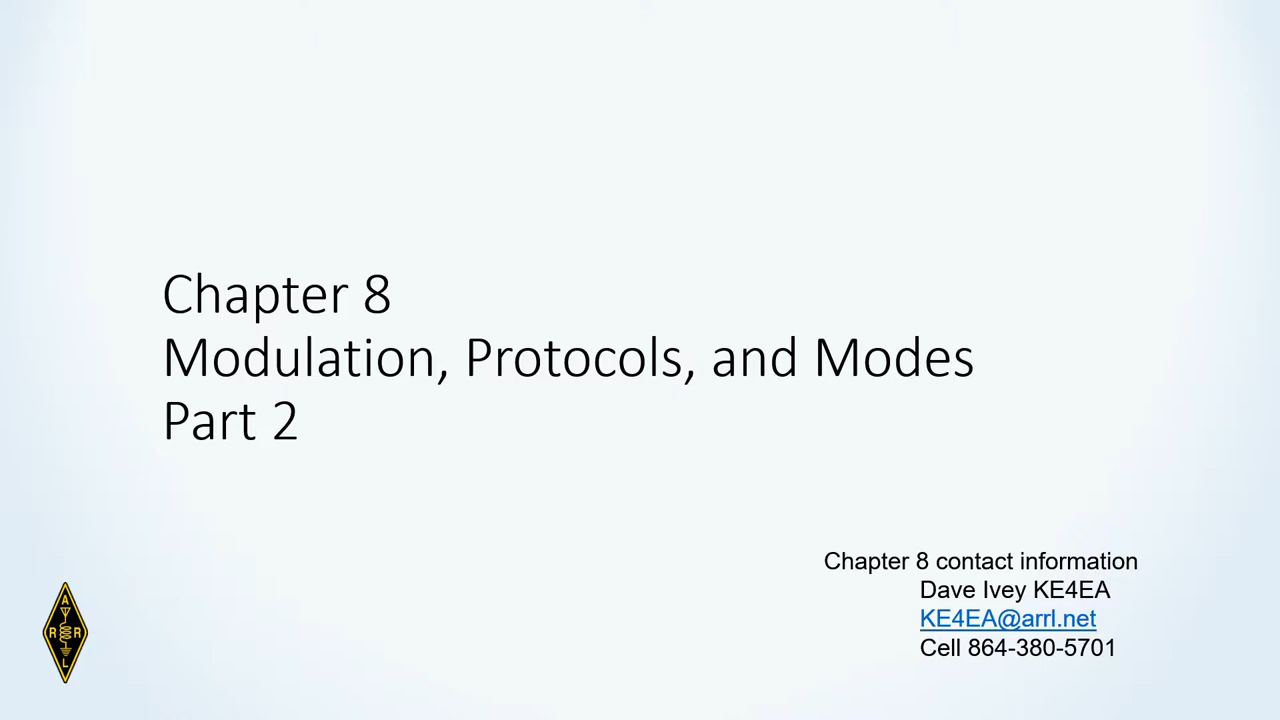 Chapter 8
Modulation, Protocols, and Modes
Part 2
Chapter 8 contact information
Dave Ivey KE4EA
KE4EA@arrl.net
Cell 864-380-5701
A
R R
L